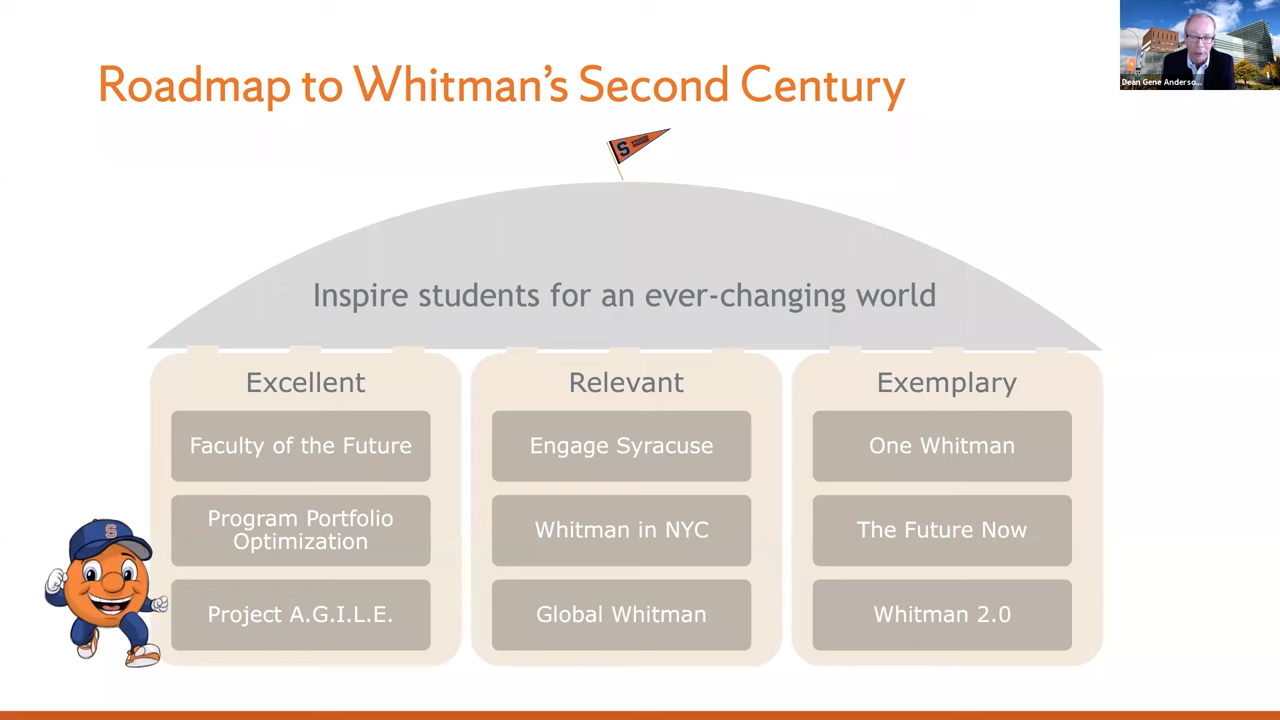 Roadmap to Whitman's Second Century
Dean Gene Anderso...
S
Inspire students for an ever-changing world
Excellent
Faculty of the Future
Program Portfolio
Optimization
Project A.G.I.L.E.
Relevant
Engage Syracuse
Whitman in NYC
Global Whitman
Exemplary
One Whitman
The Future Now
Whitman 2.0
S